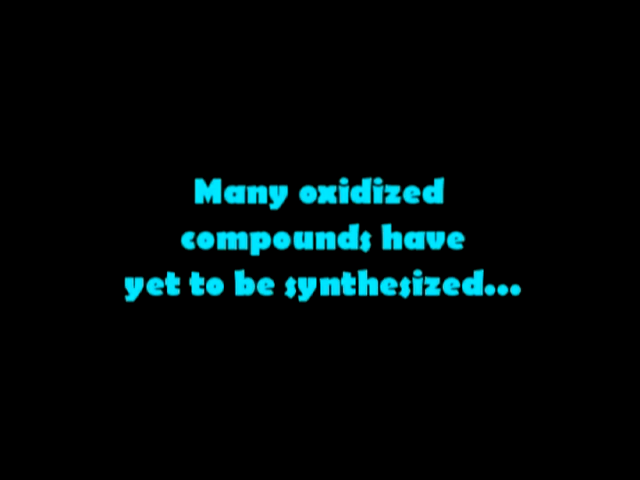 Many oxidized
compounds have
yet to be synthesized...